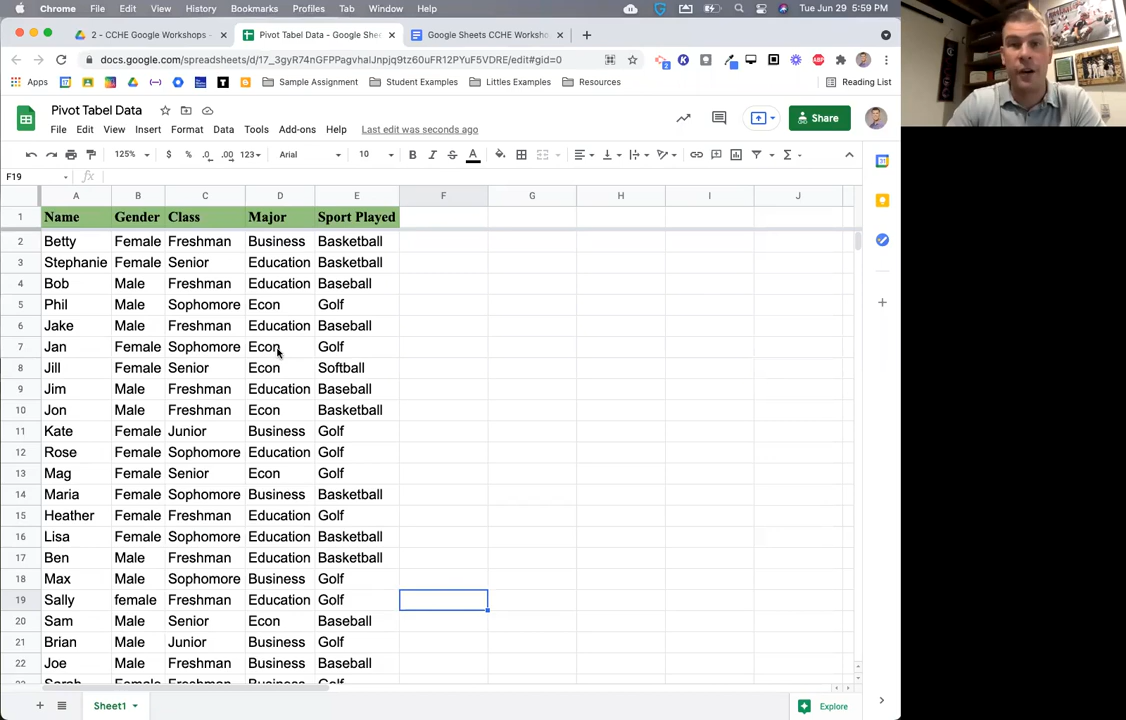 Chrome File Edit View History Bookmarks Profiles Tab Window Help Tue Jun 29 5:59 PM
2 - CCHE Google Workshops - Pivot Tabel Data - Google She Google Sheets CCHE Worksho
docs.google.com/spreadsheets/d/17_3gyR74nGFPPagvhalJnpjq9tz60uFR12PYuF5VDRE/edit#gid=0
Apps Sample Assignment Student Examples Littles Examples Resources Reading List
Pivot Tabel Data
Share
File Edit View Insert Format Data Tools Add-ons Help Last edit was seconds ago
125% $ % .0 .00 123 Arial 10 B I S A
F19 fx
A B C D E F G H I J
1 Name Gender Class Major Sport Played
2 Betty Female Freshman Business Basketball
3 Stephanie Female Senior Education Basketball
4 Bob Male Freshman Education Baseball
5 Phil Male Sophomore Econ Golf
6 Jake Male Freshman Education Baseball
7 Jan Female Sophomore Econ Golf
8 Jill Female Senior Econ Softball
9 Jim Male Freshman Education Baseball
10 Jon Male Freshman Econ Basketball
11 Kate Female Junior Business Golf
12 Rose Female Sophomore Education Golf
13 Mag Female Senior Econ Golf
14 Maria Female Sophomore Business Basketball
15 Heather Female Freshman Education Golf
16 Lisa Female Sophomore Education Basketball
17 Ben Male Freshman Education Basketball
18 Max Male Sophomore Business Golf
19 Sally female Freshman Education Golf
20 Sam Male Senior Econ Baseball
21 Brian Male Junior Business Golf
22 Joe Male Freshman Business Baseball
23 Sarah Female Freshman Business Golf
Sheet1 Explore